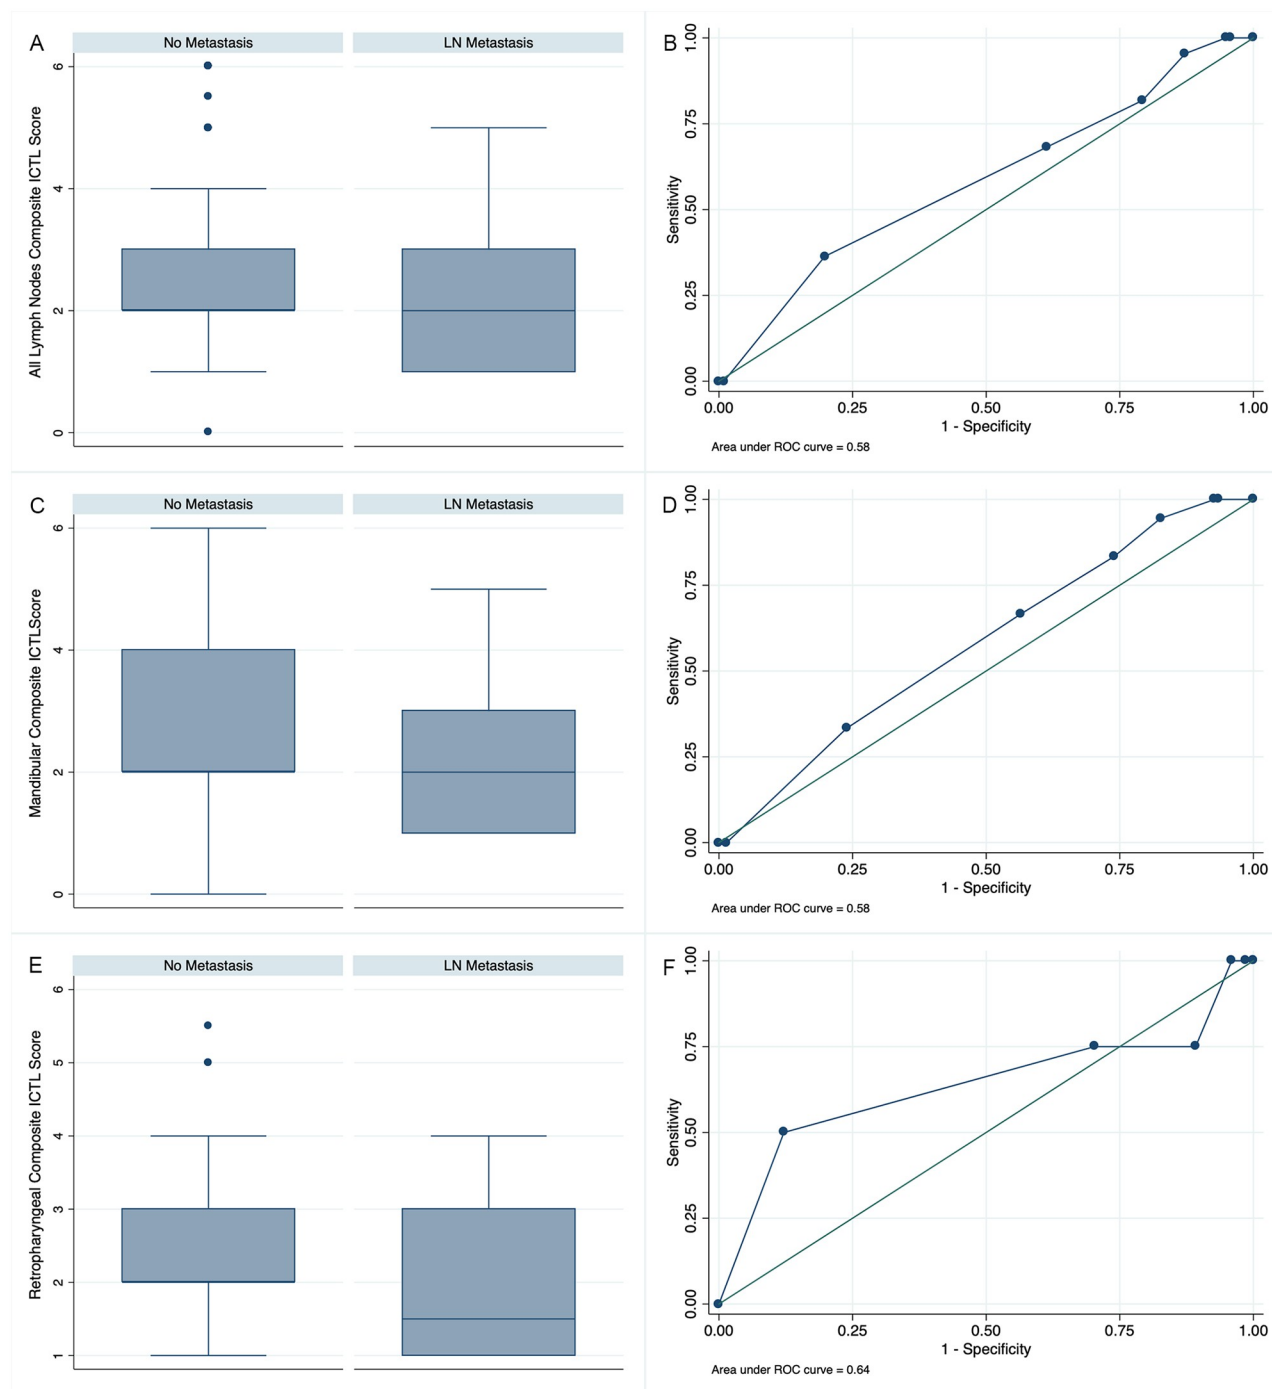 A
No Metastasis
LN Metastasis
All Lymph Nodes Composite ICTL Score
6
4
2
0
B
Sensitivity
1.00
0.75
0.50
0.25
0.00
0.00 0.25 0.50 0.75 1.00
1 - Specificity
Area under ROC curve = 0.58
C
No Metastasis
LN Metastasis
Mandibular Composite ICTLScore
6
4
2
0
D
Sensitivity
1.00
0.75
0.50
0.25
0.00
0.00 0.25 0.50 0.75 1.00
1 - Specificity
Area under ROC curve = 0.58
E
No Metastasis
LN Metastasis
Retropharyngeal Composite ICTL Score
6
5
4
3
2
1
F
Sensitivity
1.00
0.75
0.50
0.25
0.00
0.00 0.25 0.50 0.75 1.00
1 - Specificity
Area under ROC curve = 0.64